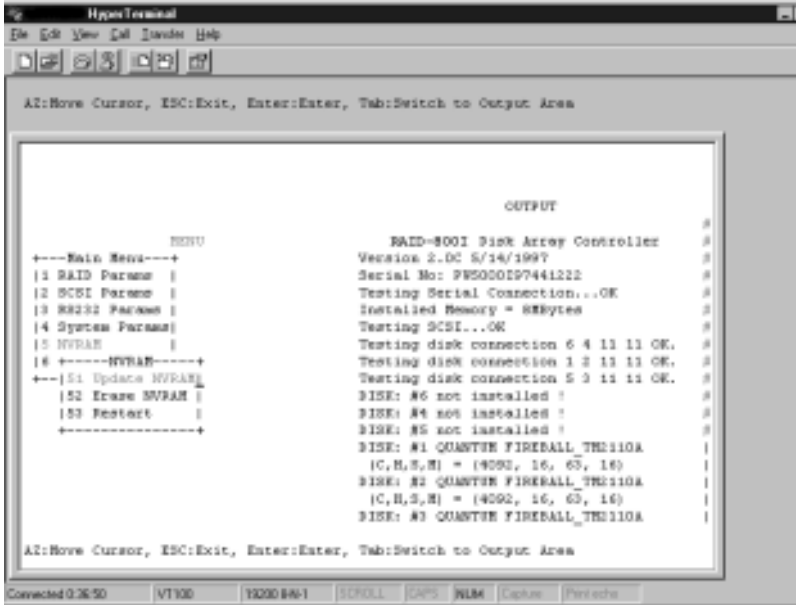 HyperTerminal
File Edit View Call Transfer Help
AZ:Move Cursor, ESC:Exit, Enter:Enter, Tab:Switch to Output Area
OUTPUT
MENU
RAID-800I Disk Array Controller
+---Main Menu---+ Version 2.0C 5/14/1997
|1 RAID Params | Serial No:
|2 SCSI Params | Testing Serial Connection...OK
|3 RS232 Params | Installed Memory = 8MBytes
|4 System Params| Testing SCSI...OK
|5 NVRAM | Testing disk connection 6 4 11 11 OK.
|6 +------NVRAM-----+ Testing disk connection 1 2 11 11 OK.
+--|51 Update NVRAM| Testing disk connection 5 3 11 11 OK.
|52 Erase NVRAM | DISK: #6 not installed !
|53 Restart | DISK: #4 not installed !
+----------------+ DISK: #5 not installed !
DISK: #1 QUANTUM FIREBALL_TM2110A
(C,H,S,M) = (4092, 16, 63, 16)
DISK: #2 QUANTUM FIREBALL_TM2110A
(C,H,S,M) = (4092, 16, 63, 16)
DISK: #3 QUANTUM FIREBALL_TM2110A
AZ:Move Cursor, ESC:Exit, Enter:Enter, Tab:Switch to Output Area
Connected 0:36:50 VT100 19200 8-N-1 SCROLL CAPS NUM Capture Print echo